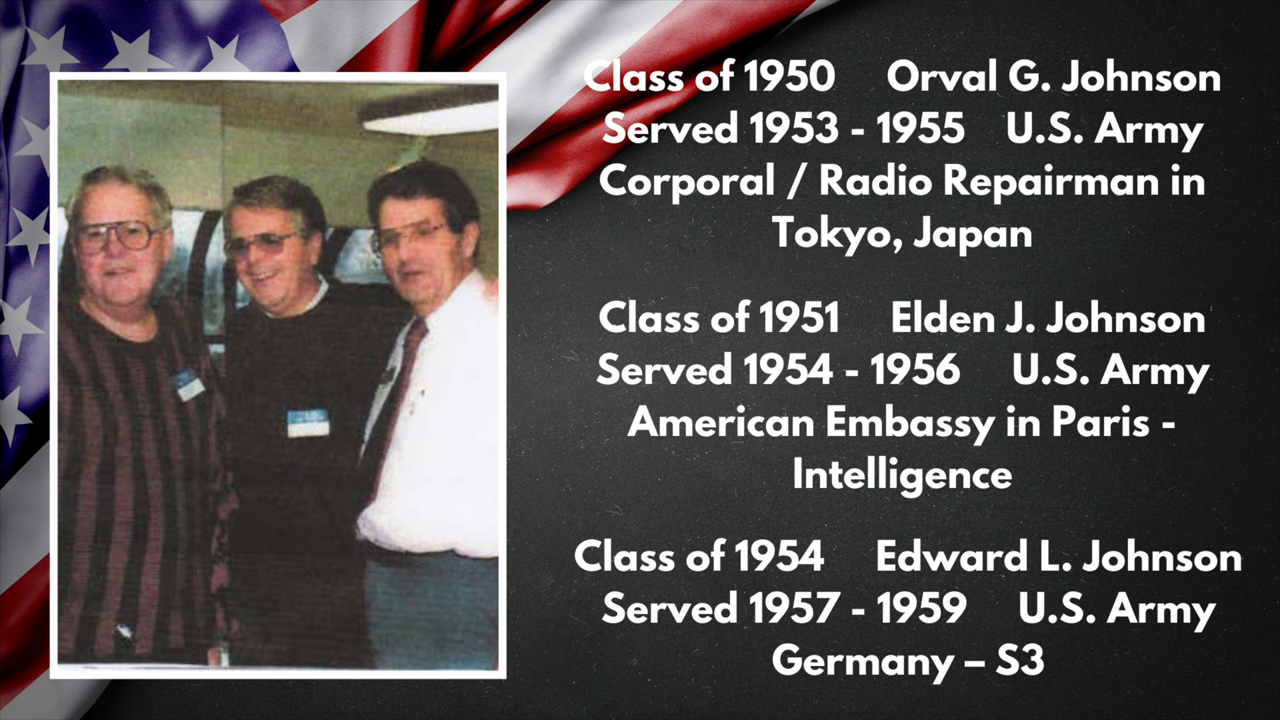 Class of 1950 Orval G. Johnson
Served 1953 - 1955 U.S. Army
Corporal / Radio Repairman in
Tokyo, Japan
Class of 1951 Elden J. Johnson
Served 1954 - 1956 U.S. Army
American Embassy in Paris -
Intelligence
Class of 1954 Edward L. Johnson
Served 1957 - 1959 U.S. Army
Germany – S3